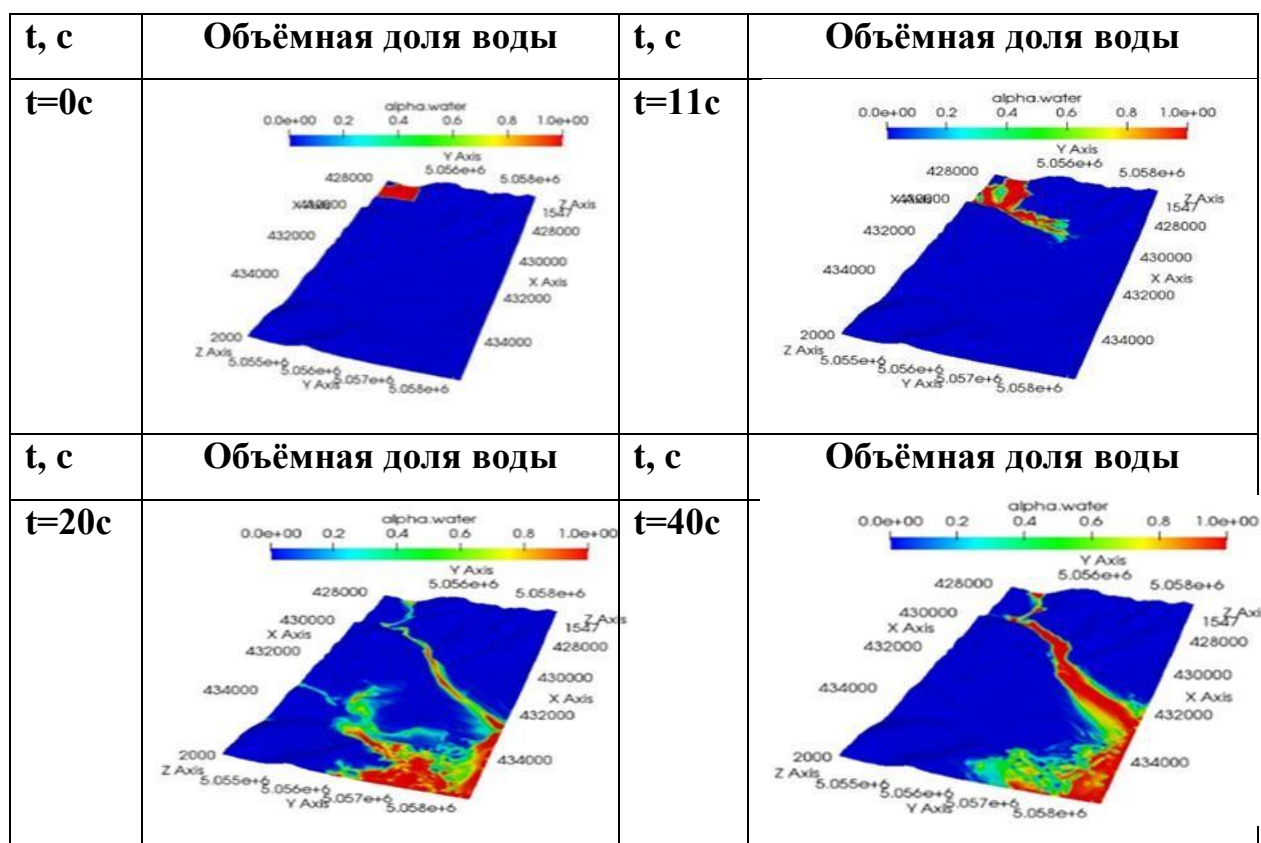 t, с Объёмная доля воды t, с Объёмная доля воды
t=0с
alpha.water
0.0e+00 0.2 0.4 0.6 0.8 1.0e+00
Y Axis
5.056e+6
428000
5.058e+6
Z Axis
1547
432000
428000
434000
430000
X Axis
432000
2000
434000
Z Axis
5.055e+6
5.056e+6
Y Axis
5.057e+6
5.058e+6
t=11с
alpha.water
0.0e+00 0.2 0.4 0.6 0.8 1.0e+00
Y Axis
5.056e+6
428000
5.058e+6
Z Axis
1547
432000
428000
434000
430000
X Axis
432000
2000
434000
Z Axis
5.055e+6
5.056e+6
Y Axis
5.057e+6
5.058e+6
t, с Объёмная доля воды t, с Объёмная доля воды
t=20с
alpha.water
0.0e+00 0.2 0.4 0.6 0.8 1.0e+00
Y Axis
5.056e+6
428000
5.058e+6
430000
Z Axis
1547
X Axis
432000
428000
434000
430000
X Axis
432000
2000
434000
Z Axis
5.055e+6
5.056e+6
Y Axis
5.057e+6
5.058e+6
t=40с
alpha.water
0.0e+00 0.2 0.4 0.6 0.8 1.0e+00
Y Axis
5.056e+6
428000
5.058e+6
430000
Z Axi
1547
X Axis
432000
428000
434000
430000
X Axis
432000
2000
434000
Z Axis
5.055e+6
5.056e+6
Y Axis
5.057e+6
5.058e+6